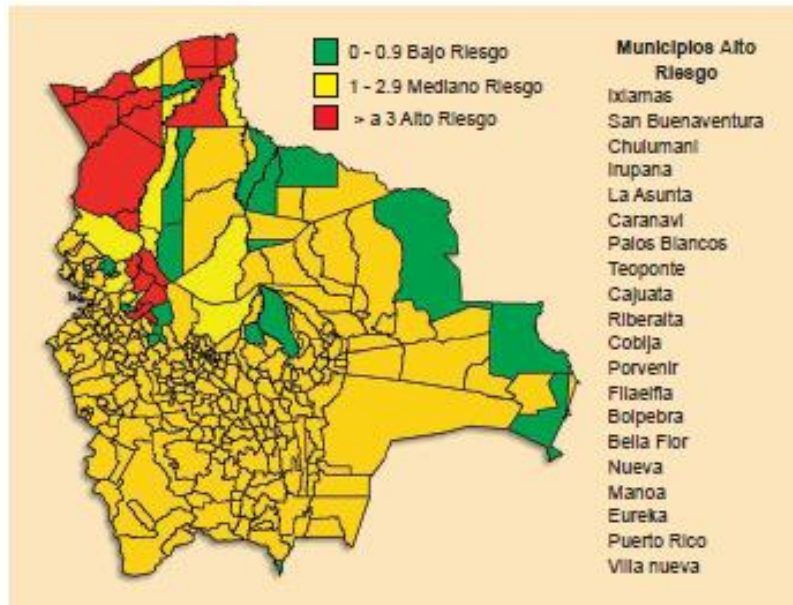 0 - 0.9 Bajo Riesgo
1 - 2.9 Mediano Riesgo
> a 3 Alto Riesgo
Municipios Alto
Riesgo
Ixiamas
San Buenaventura
Chulumani
Irupana
La Asunta
Caranavi
Palos Blancos
Teoponte
Cajuata
Riberalta
Cobija
Porvenir
Filaelfia
Bolpebra
Bella Flor
Nueva
Manoa
Eureka
Puerto Rico
Villa nueva